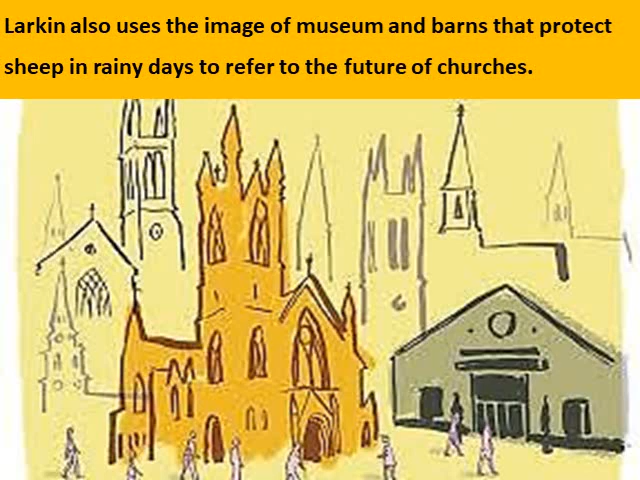 Larkin also uses the image of museum and barns that protect
sheep in rainy days to refer to the future of churches.